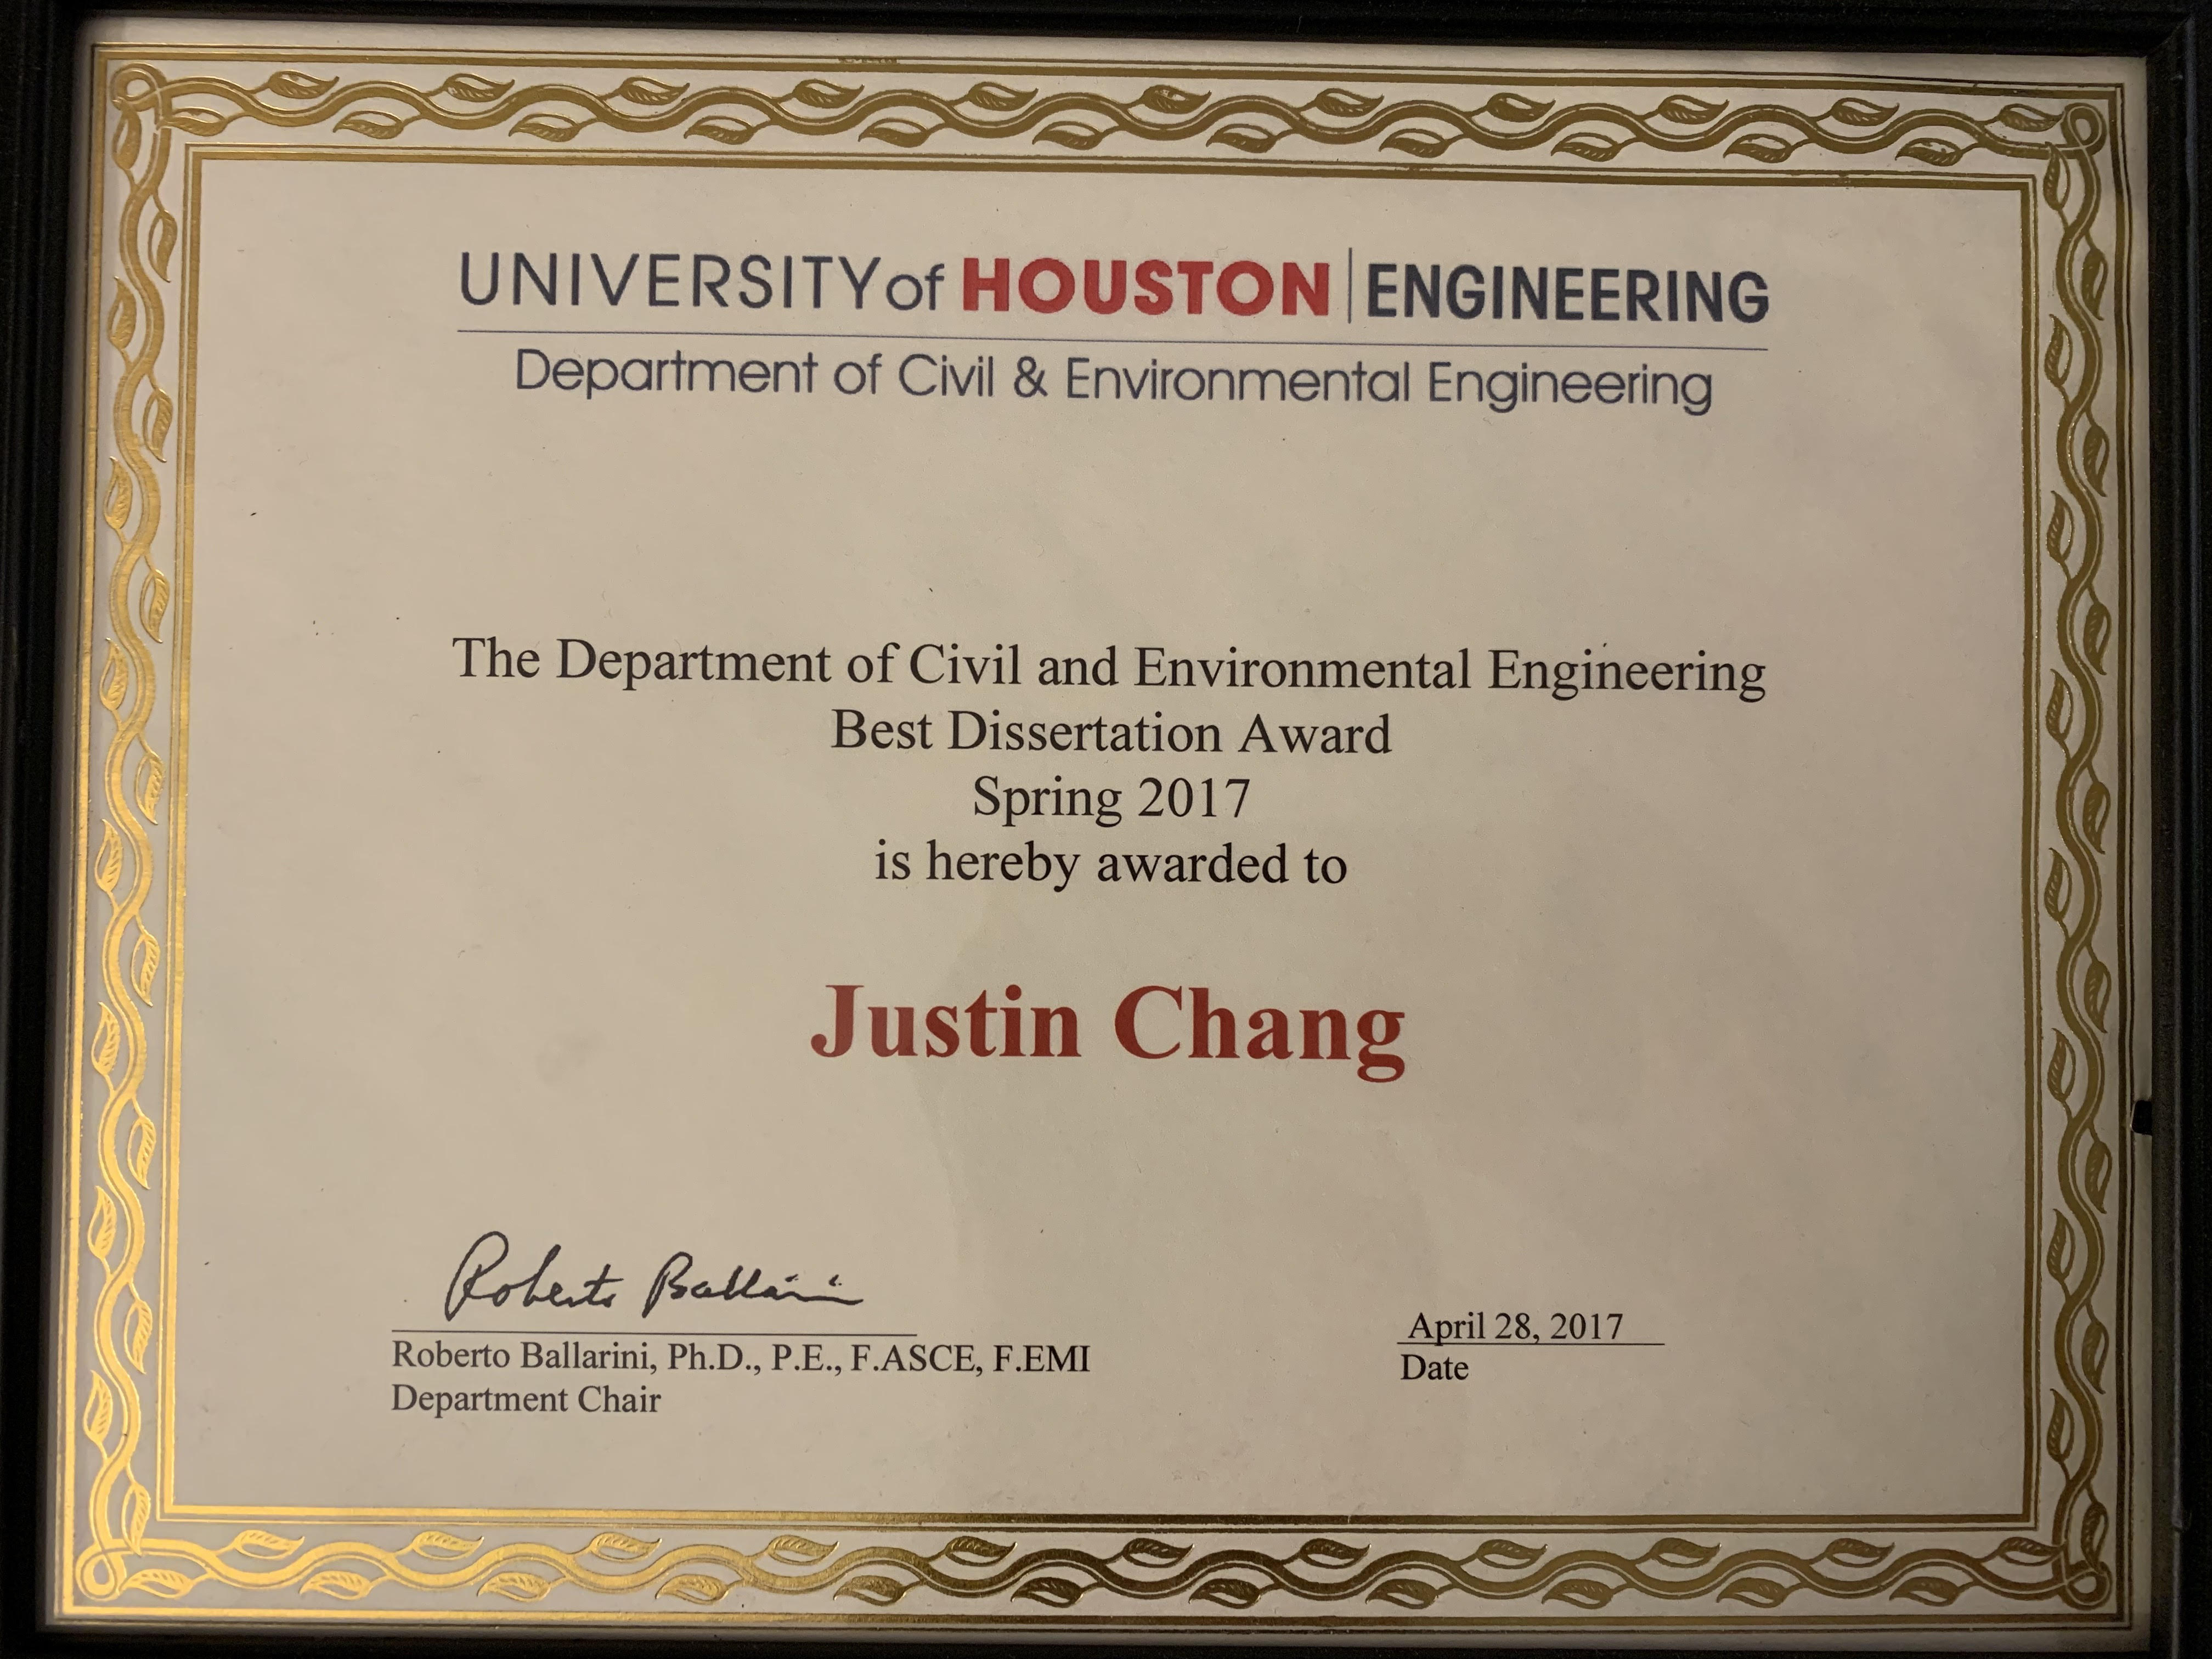 UNIVERSITY of HOUSTON | ENGINEERING
Department of Civil & Environmental Engineering
The Department of Civil and Environmental Engineering
Best Dissertation Award
Spring 2017
is hereby awarded to
Justin Chang
Roberto Ballarini
Roberto Ballarini, Ph.D., P.E., F.ASCE, F.EMI
Department Chair
April 28, 2017
Date